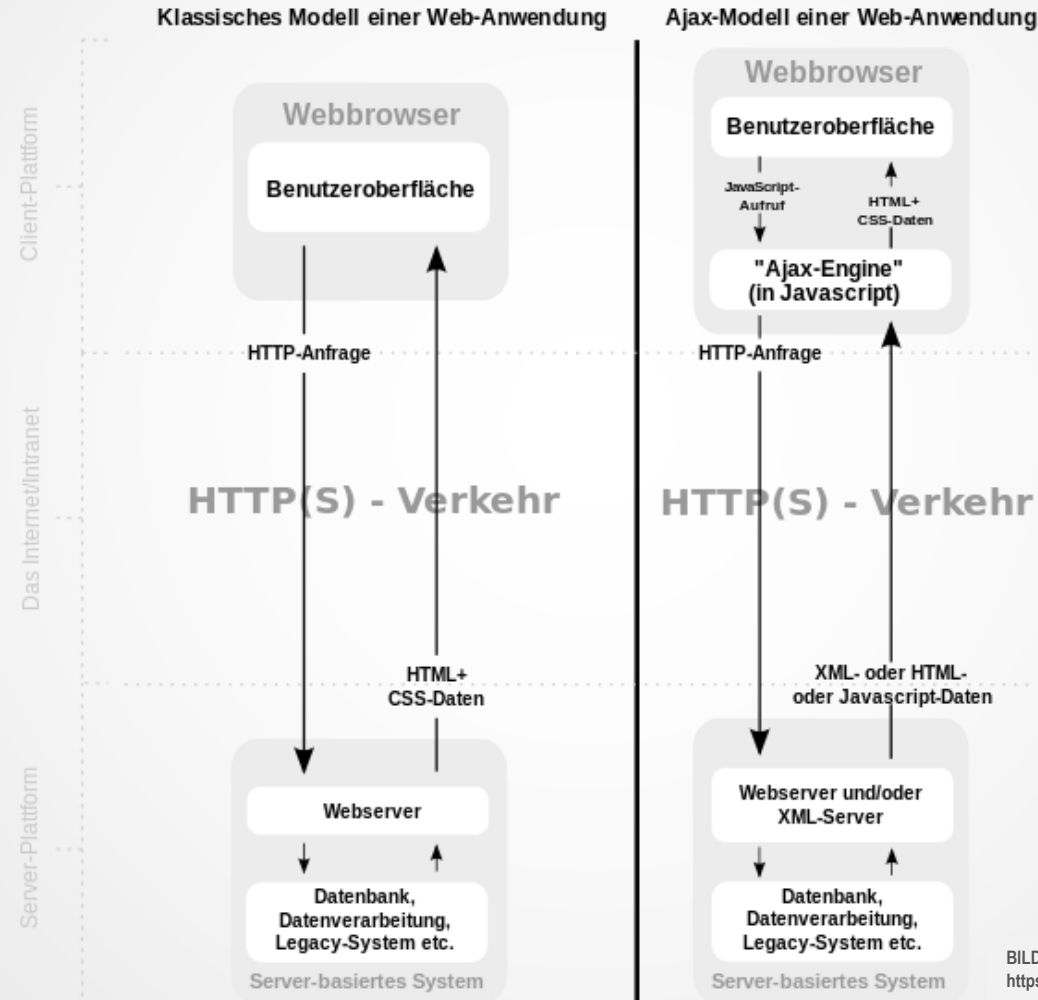 Klassisches Modell einer Web-Anwendung
Webbrowser
Benutzeroberfläche
HTTP-Anfrage
HTTP(S) - Verkehr
HTML+
CSS-Daten
Webserver
Datenbank,
Datenverarbeitung,
Legacy-System etc.
Server-basiertes System
Ajax-Modell einer Web-Anwendung
Webbrowser
Benutzeroberfläche
JavaScript-
Aufruf
HTML+
CSS-Daten
"Ajax-Engine"
(in Javascript)
HTTP-Anfrage
HTTP(S) - Verkehr
XML- oder HTML-
oder Javascript-Daten
Webserver und/oder
XML-Server
Datenbank,
Datenverarbeitung,
Legacy-System etc.
Server-basiertes System
Client-Plattform
Das Internet/Intranet
Server-Plattform
BILD
https